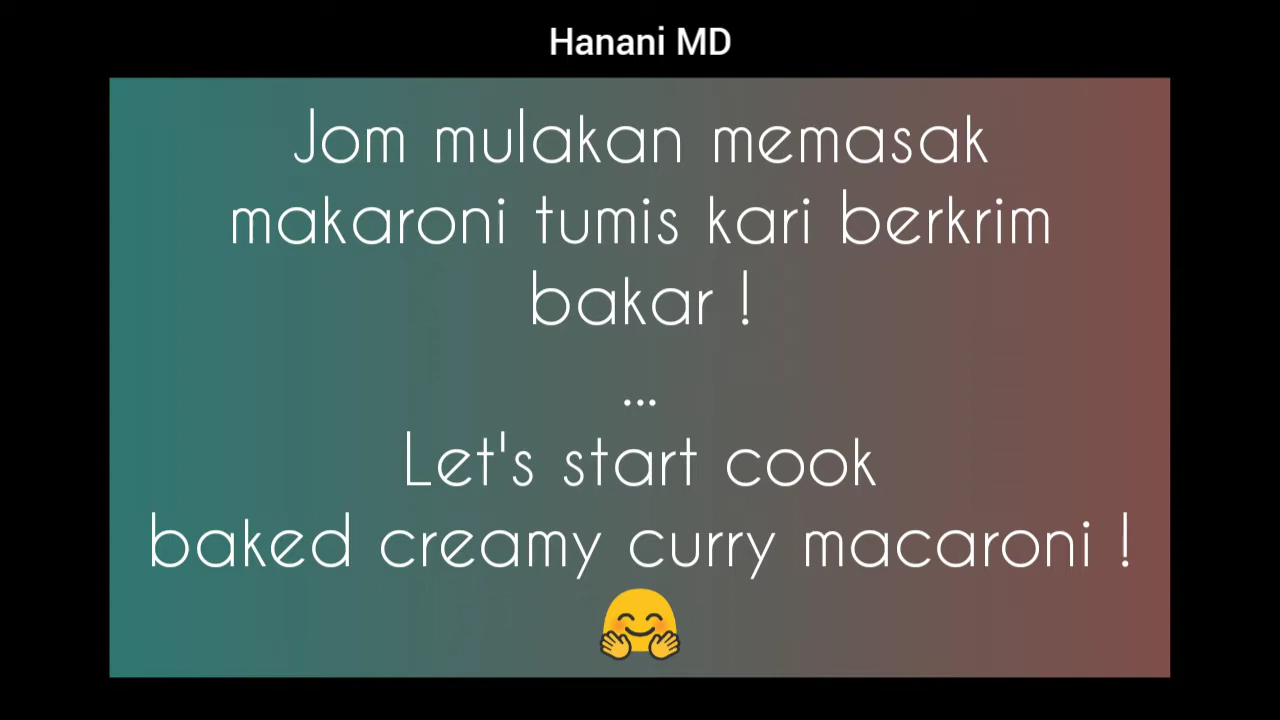 Hanani MD
Jom mulakan memasak
makaroni tumis kari berkrim
bakar !
...
Let's start cook
baked creamy curry macaroni !
🤗